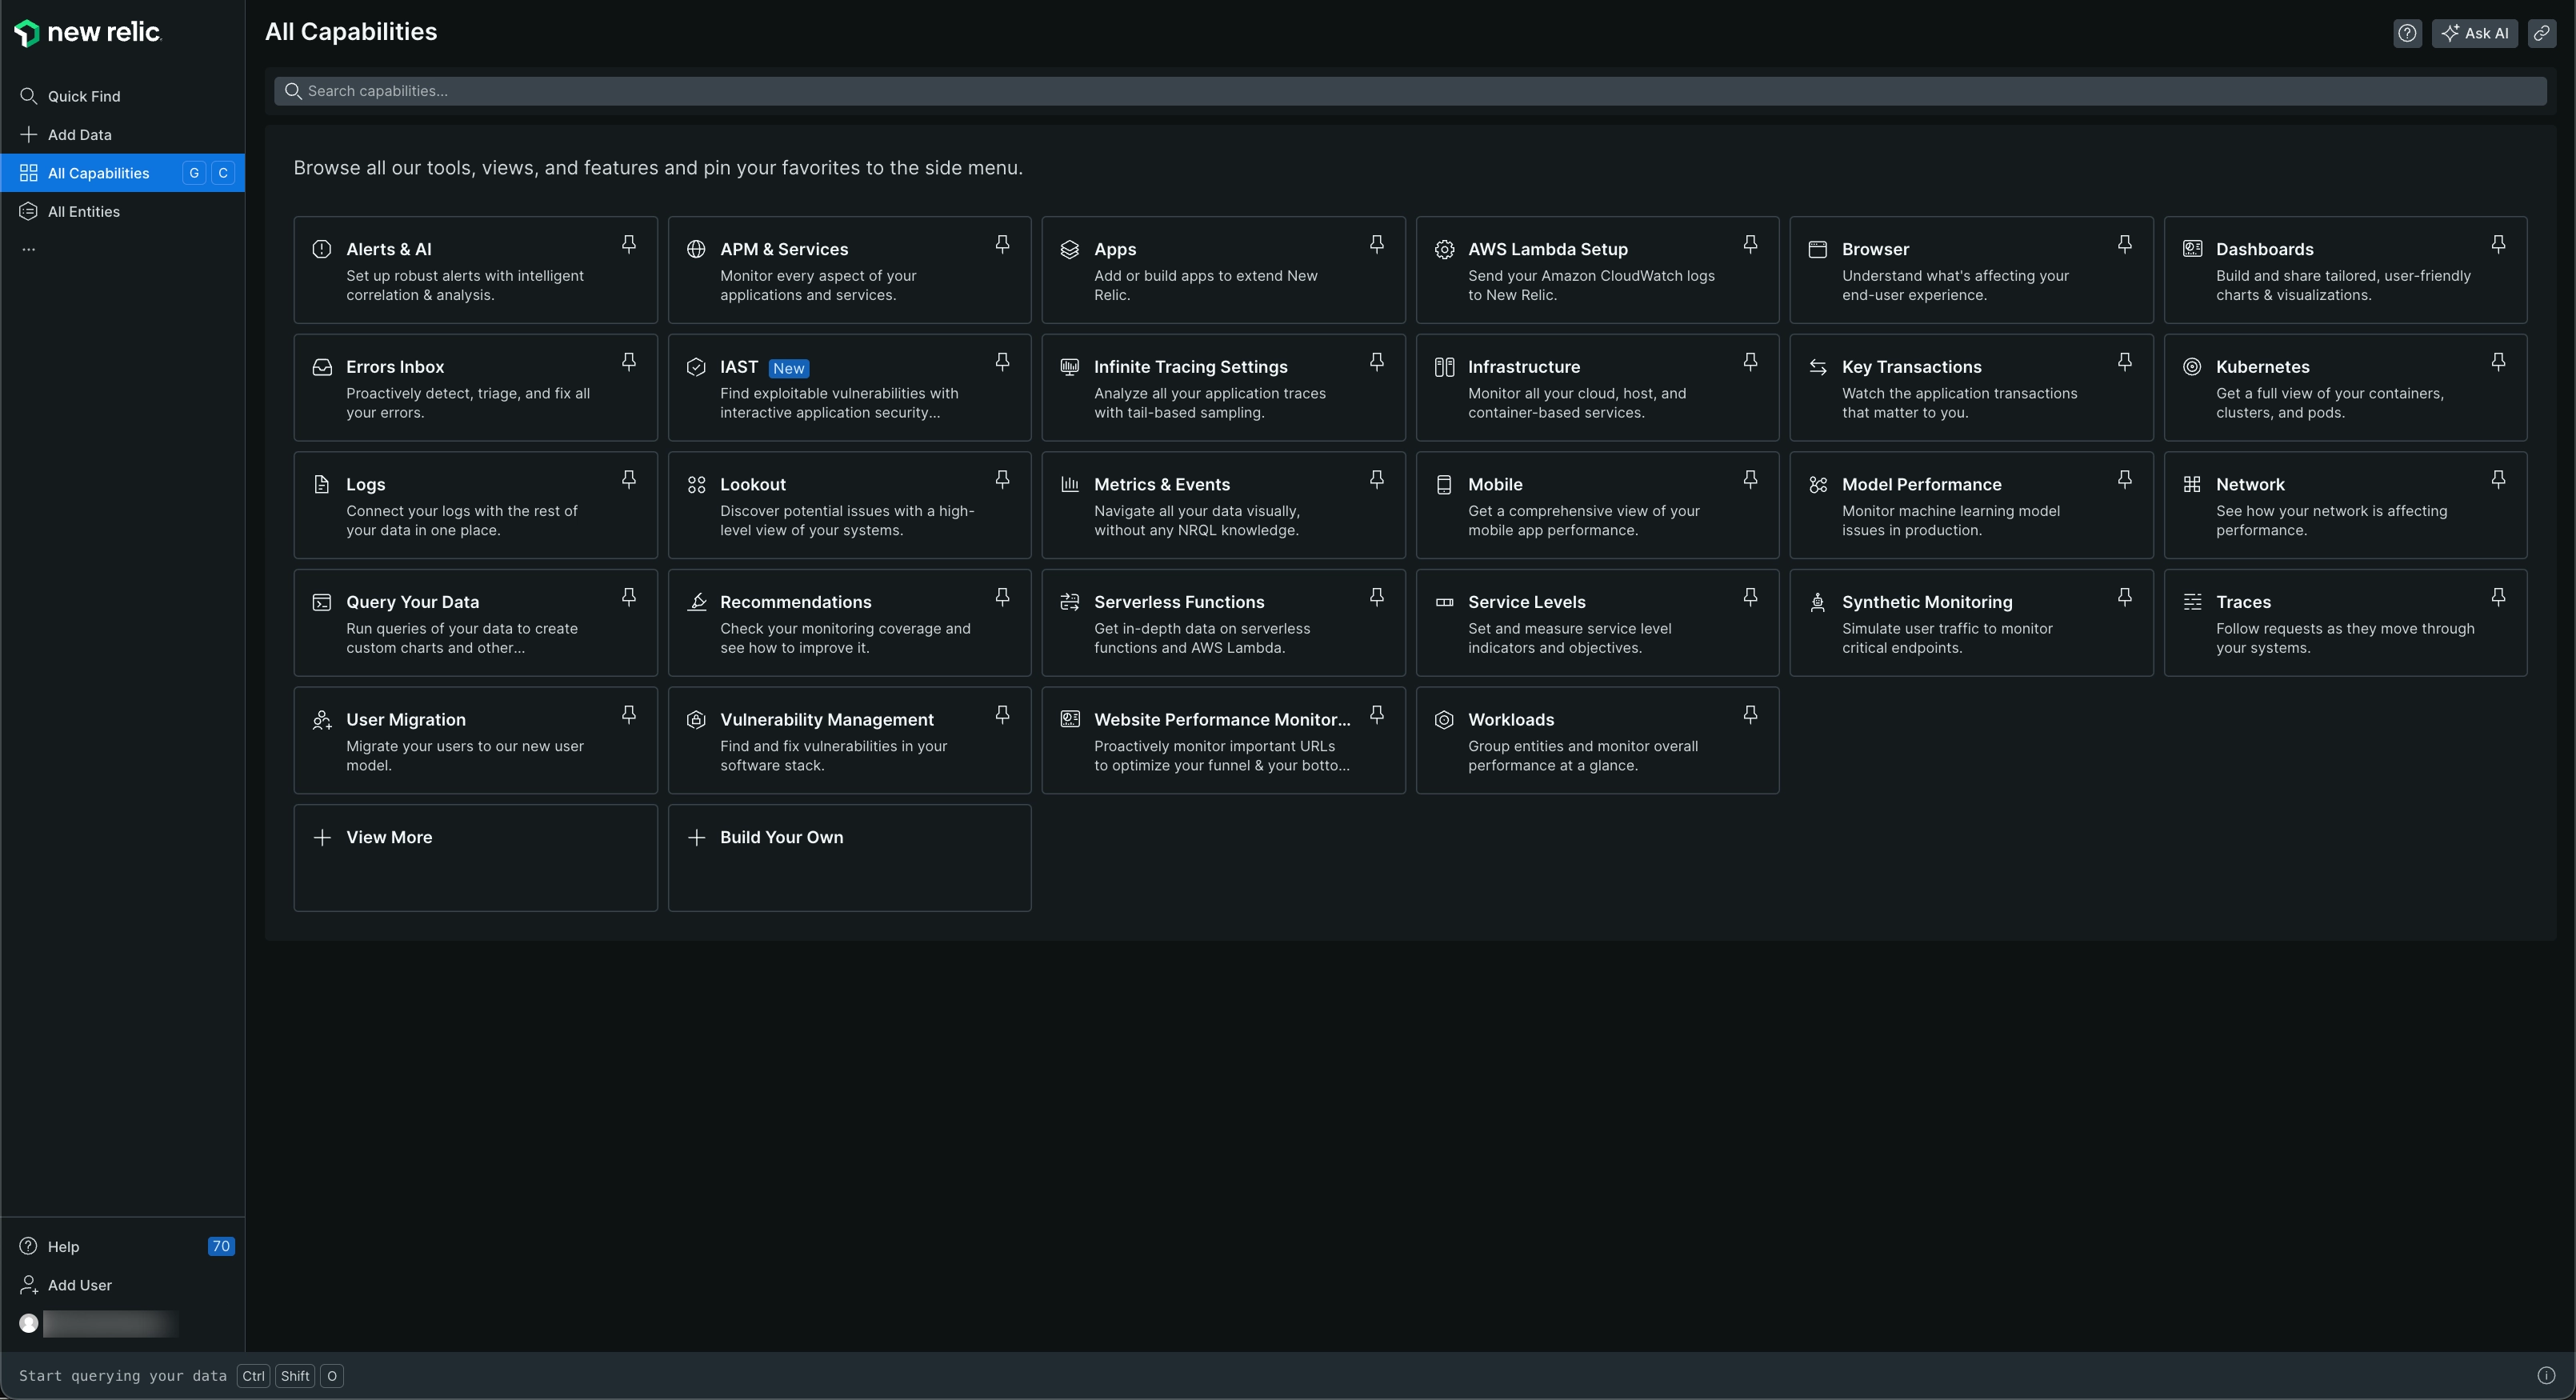 new relic.
Quick Find
Add Data
All Capabilities G C
All Entities
...
Help 70
Add User
All Capabilities
Ask AI
Search capabilities...
Browse all our tools, views, and features and pin your favorites to the side menu.
Alerts & AI
Set up robust alerts with intelligent
correlation & analysis.
APM & Services
Monitor every aspect of your
applications and services.
Apps
Add or build apps to extend New
Relic.
AWS Lambda Setup
Send your Amazon CloudWatch logs
to New Relic.
Browser
Understand what's affecting your
end-user experience.
Dashboards
Build and share tailored, user-friendly
charts & visualizations.
Errors Inbox
Proactively detect, triage, and fix all
your errors.
IAST New
Find exploitable vulnerabilities with
interactive application security...
Infinite Tracing Settings
Analyze all your application traces
with tail-based sampling.
Infrastructure
Monitor all your cloud, host, and
container-based services.
Key Transactions
Watch the application transactions
that matter to you.
Kubernetes
Get a full view of your containers,
clusters, and pods.
Logs
Connect your logs with the rest of
your data in one place.
Lookout
Discover potential issues with a high-
level view of your systems.
Metrics & Events
Navigate all your data visually,
without any NRQL knowledge.
Mobile
Get a comprehensive view of your
mobile app performance.
Model Performance
Monitor machine learning model
issues in production.
Network
See how your network is affecting
performance.
Query Your Data
Run queries of your data to create
custom charts and other...
Recommendations
Check your monitoring coverage and
see how to improve it.
Serverless Functions
Get in-depth data on serverless
functions and AWS Lambda.
Service Levels
Set and measure service level
indicators and objectives.
Synthetic Monitoring
Simulate user traffic to monitor
critical endpoints.
Traces
Follow requests as they move through
your systems.
User Migration
Migrate your users to our new user
model.
Vulnerability Management
Find and fix vulnerabilities in your
software stack.
Website Performance Monitor...
Proactively monitor important URLs
to optimize your funnel & your botto...
Workloads
Group entities and monitor overall
performance at a glance.
View More
Build Your Own
Start querying your data Ctrl Shift O